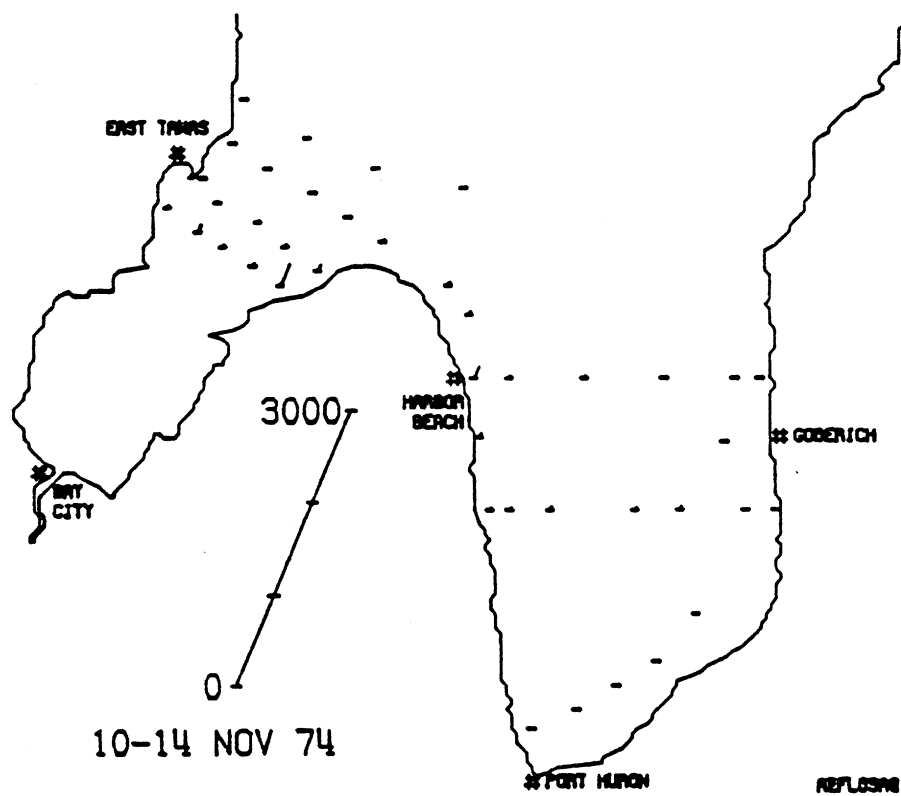 EAST TAWAS
3000
HARBOR
BEACH
# GODERICH
BAY
CITY
0
10-14 NOV 74
# PORT HURON